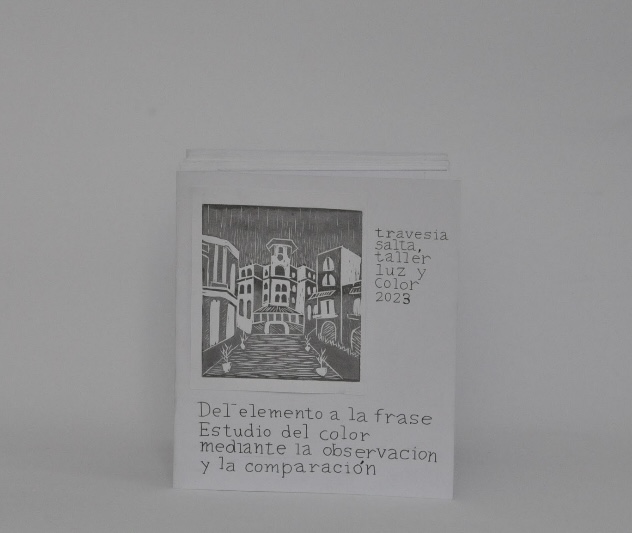 travesia
salta,
taller
luz y
Color
2023
Del elemento a la frase
Estudio del color
mediante la observacion
y la comparación